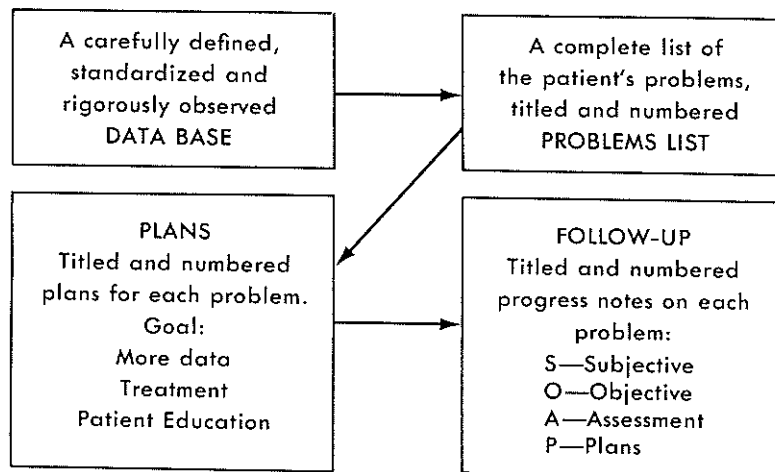 A carefully defined,
standardized and
rigorously observed
DATA BASE
A complete list of
the patient's problems,
titled and numbered
PROBLEMS LIST
PLANS
Titled and numbered
plans for each problem.
Goal:
More data
Treatment
Patient Education
FOLLOW-UP
Titled and numbered
progress notes on each
problem:
S—Subjective
O—Objective
A—Assessment
P—Plans